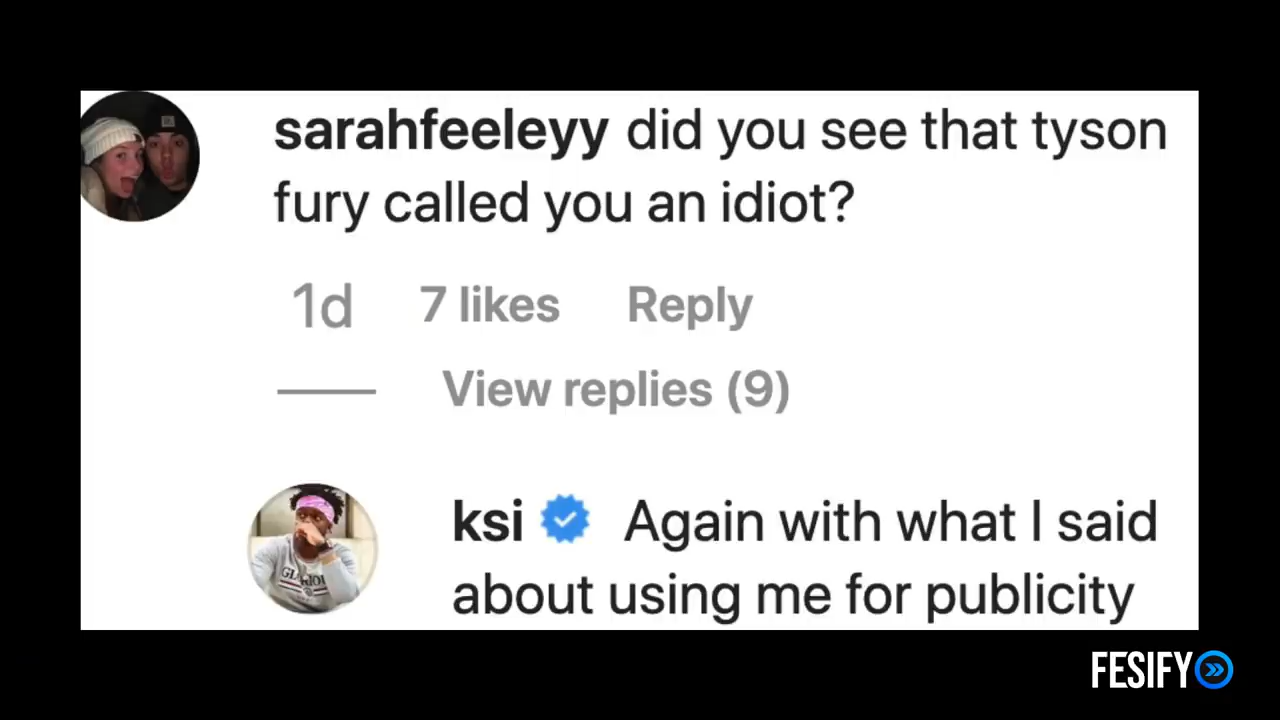 sarahfeeleyy did you see that tyson
fury called you an idiot?
1d 7 likes Reply
View replies (9)
ksi Again with what I said
about using me for publicity
FESIFY